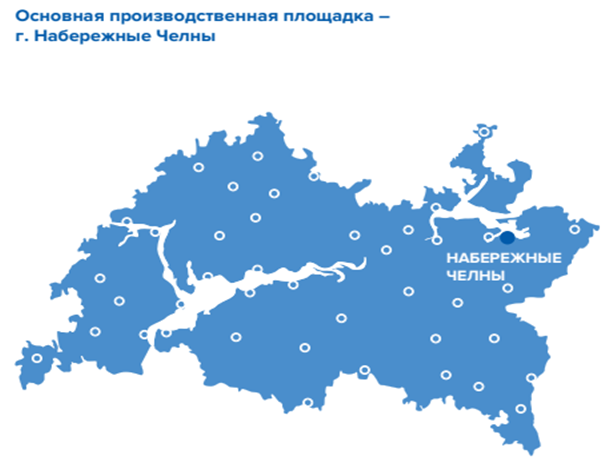 Основная производственная площадка –
г. Набережные Челны
НАБЕРЕЖНЫЕ
ЧЕЛНЫ